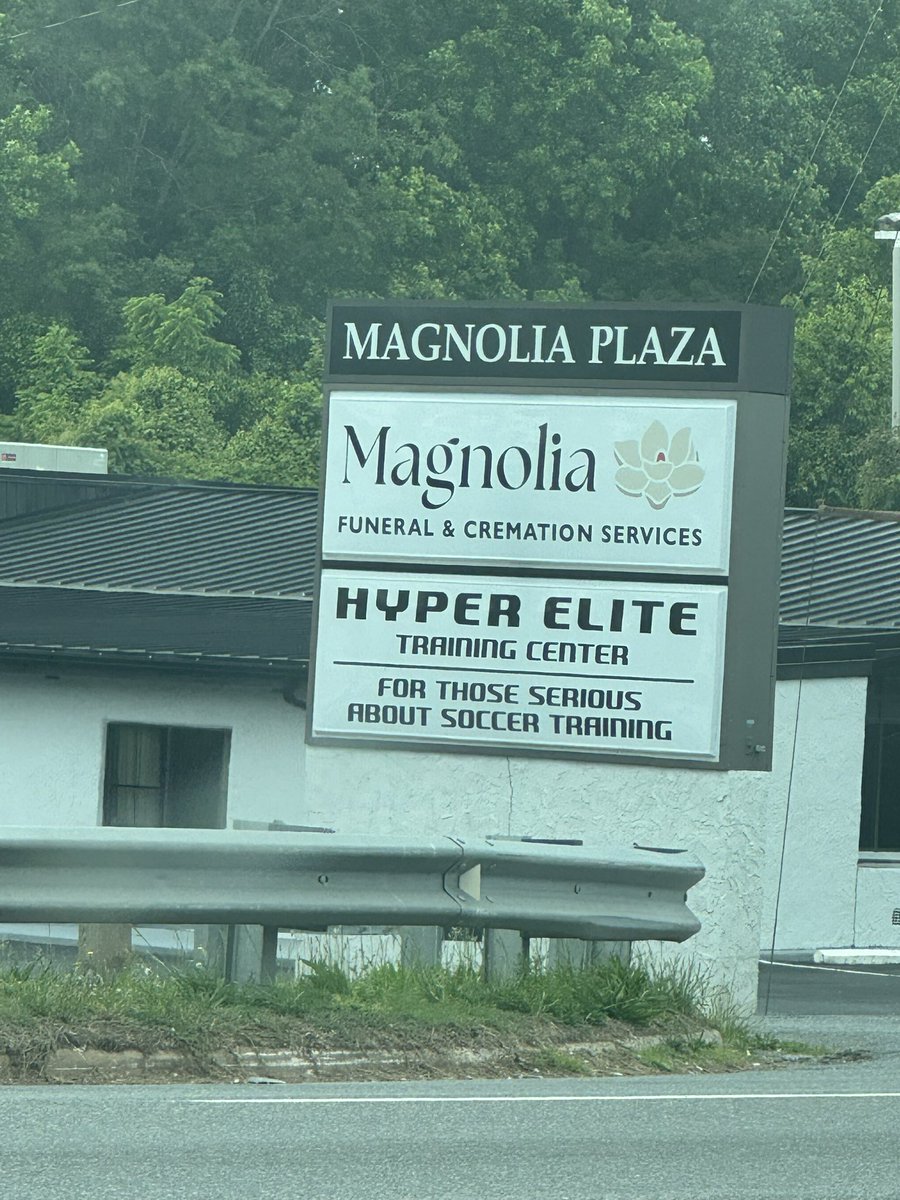 MAGNOLIA PLAZA
Magnolia
FUNERAL & CREMATION SERVICES
HYPER ELITE
TRAINING CENTER
FOR THOSE SERIOUS
ABOUT SOCCER TRAINING